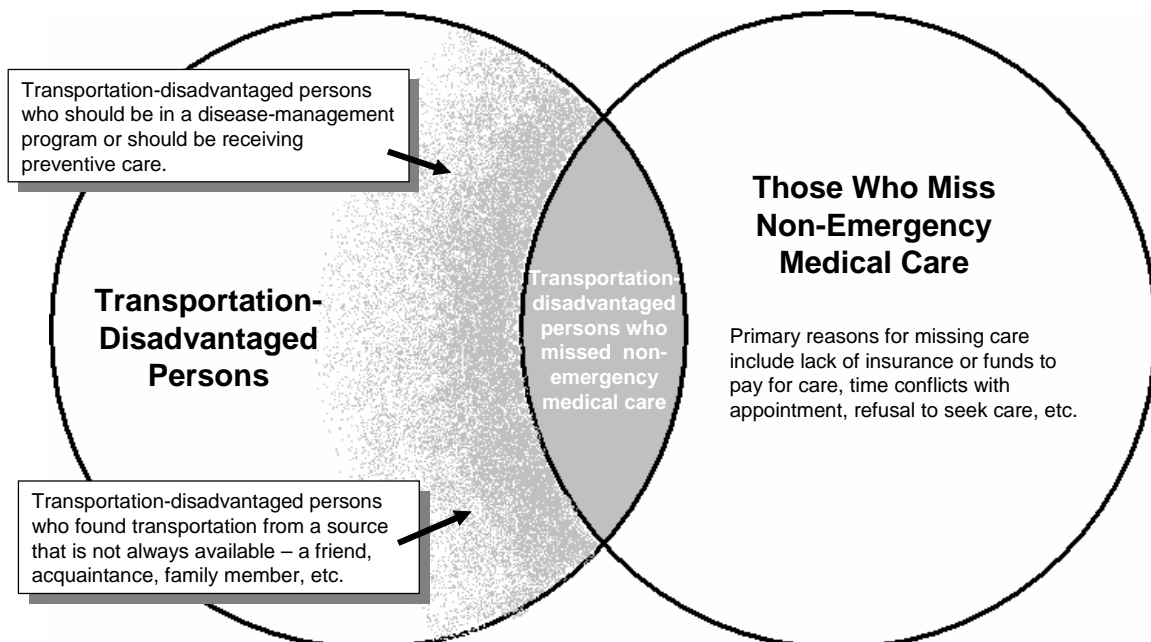 Transportation-disadvantaged persons
who should be in a disease-management
program or should be receiving
preventive care.
Transportation-
Disadvantaged
Persons
Transportation-disadvantaged persons
who found transportation from a source
that is not always available – a friend,
acquaintance, family member, etc.
Transportation-
disadvantaged
persons who
missed non-
emergency
medical care
Those Who Miss
Non-Emergency
Medical Care
Primary reasons for missing care
include lack of insurance or funds to
pay for care, time conflicts with
appointment, refusal to seek care, etc.